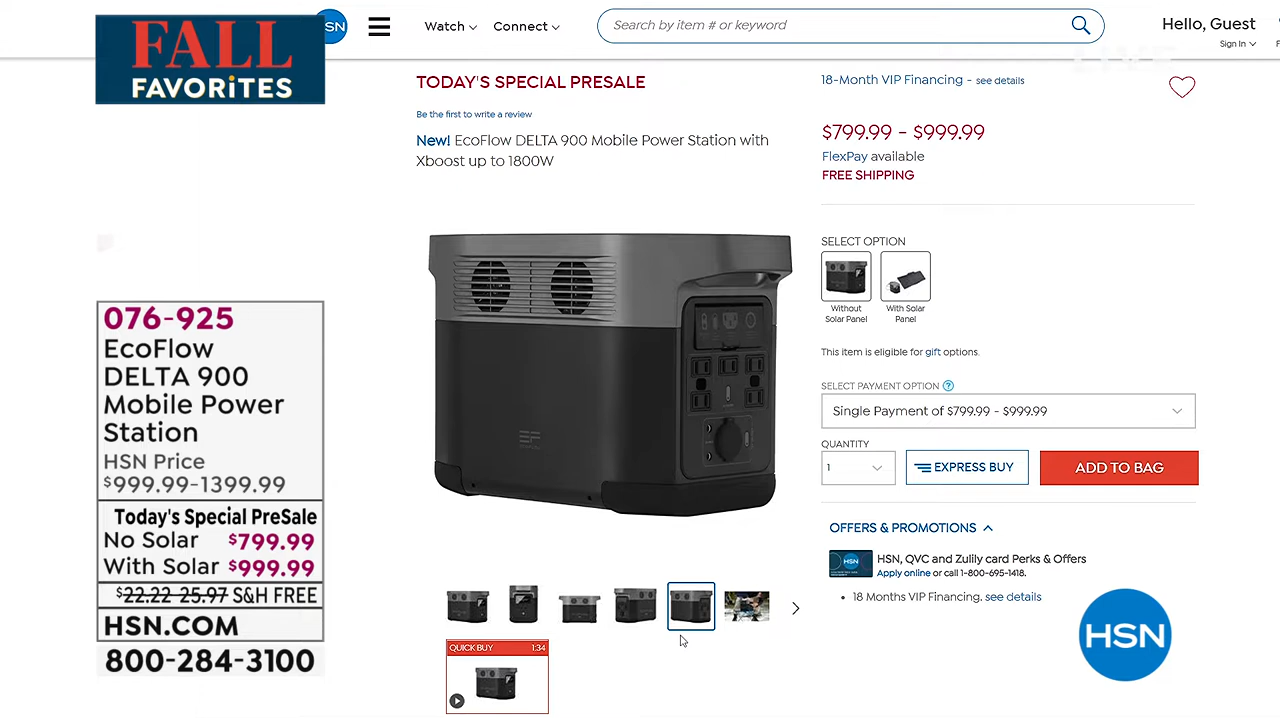 FALL
FAVORiTES
SN
Watch
Connect
Search by item # or keyword
Hello, Guest
Sign In
LIVE
TODAY'S SPECIAL PRESALE
Be the first to write a review
New! EcoFlow DELTA 900 Mobile Power Station with
Xboost up to 1800W
18-Month VIP Financing - see details
$799.99 - $999.99
FlexPay available
FREE SHIPPING
SELECT OPTION
Without
Solar Panel
With Solar
Panel
This item is eligible for gift options.
SELECT PAYMENT OPTION ?
Single Payment of $799.99 - $999.99
QUANTITY
1
EXPRESS BUY
ADD TO BAG
OFFERS & PROMOTIONS
HSN
HSN, QVC and Zulily card Perks & Offers
Apply online or call 1-800-695-1418.
• 18 Months VIP Financing. see details
HSN
076-925
EcoFlow
DELTA 900
Mobile Power
Station
HSN Price
$999.99-1399.99
Today's Special PreSale
No Solar $799.99
With Solar $999.99
$22.22-25.97 S&H FREE
HSN.COM
800-284-3100
QUICK BUY 1:34